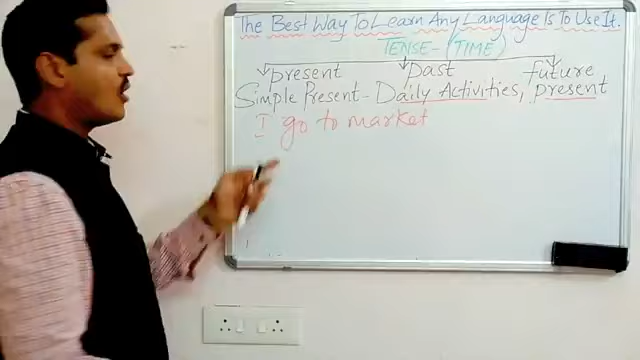 The Best Way To Learn Any Language Is To Use It.
TENSE-(TIME)
present Past future
Simple Present - Daily Activities, present
I go to market